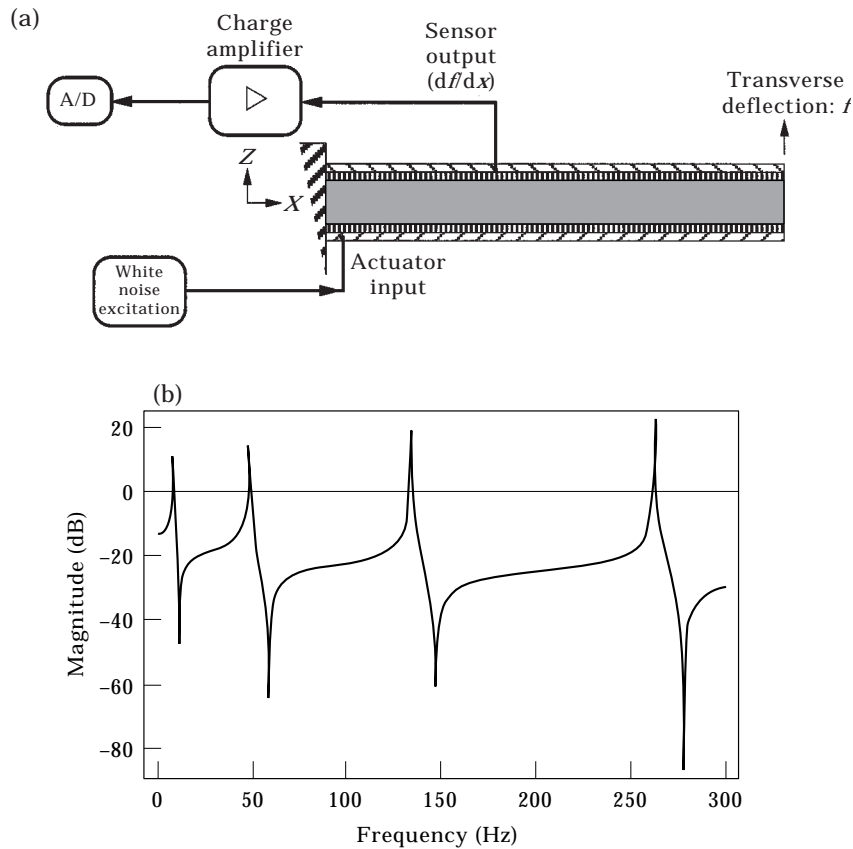 (a)
Charge
amplifier
Sensor
output
(df/dx)
A/D
Transverse
deflection: f
Z
X
Actuator
input
White
noise
excitation
(b)
20
0
−20
−40
−60
−80
Magnitude (dB)
0
50
100
150
200
250
300
Frequency (Hz)